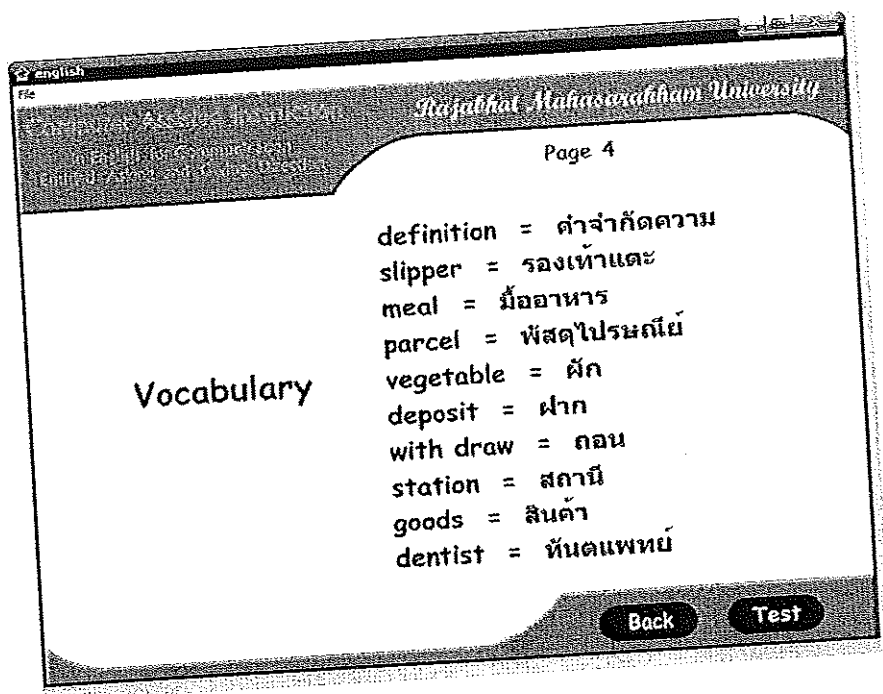 english
File
Rajabhat Mahasarakham University
Page 4
Vocabulary
definition = คำจำกัดความ
slipper = รองเท้าแตะ
meal = มื้ออาหาร
parcel = พัสดุไปรษณีย์
vegetable = ผัก
deposit = ฝาก
with draw = ถอน
station = สถานี
goods = สินค้า
dentist = ทันตแพทย์
Back
Test